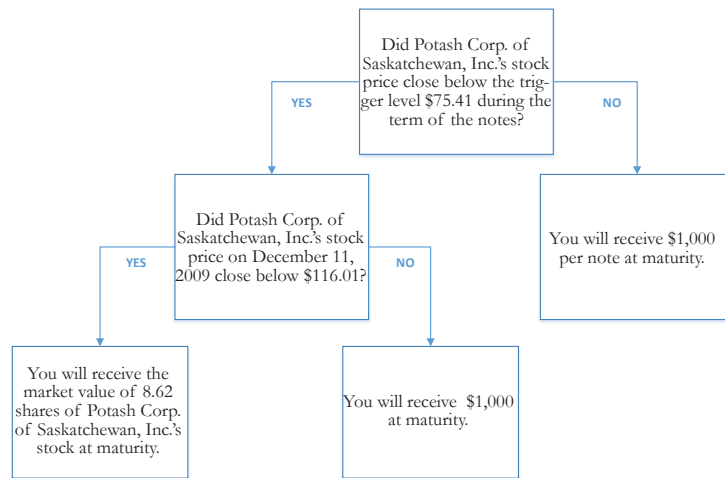 Did Potash Corp. of
Saskatchewan, Inc.'s stock
price close below the trig-
ger level $75.41 during the
term of the notes?
YES
NO
Did Potash Corp. of
Saskatchewan, Inc.'s stock
price on December 11,
2009 close below $116.01?
You will receive $1,000
per note at maturity.
YES
NO
You will receive the
market value of 8.62
shares of Potash Corp.
of Saskatchewan, Inc.'s
stock at maturity.
You will receive $1,000
at maturity.